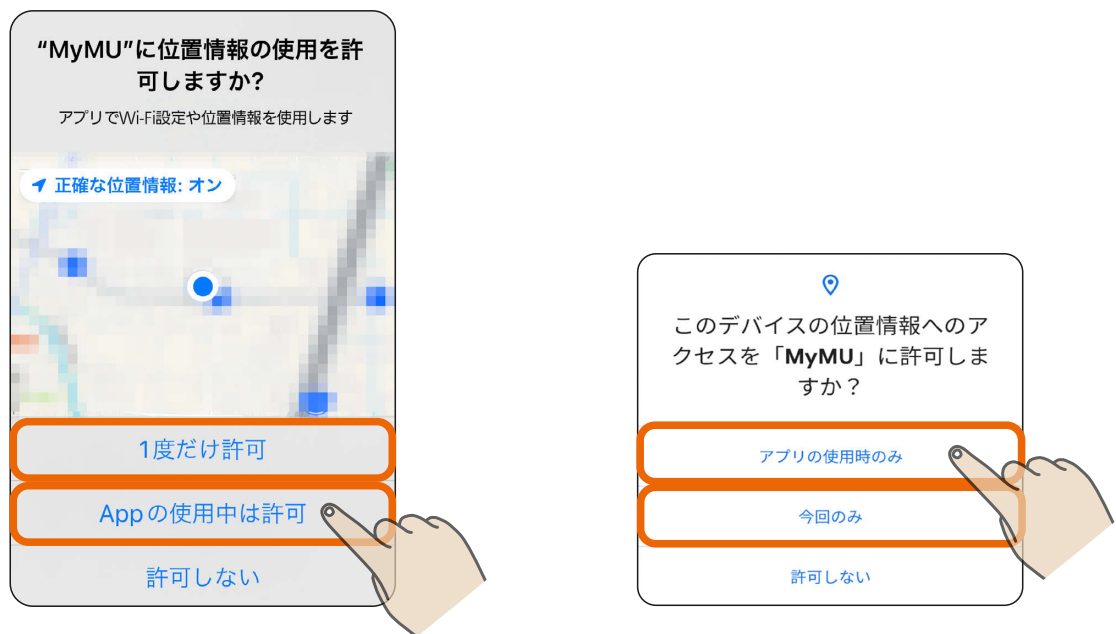 “MyMU”に位置情報の使用を許
可しますか?
アプリでWi-Fi設定や位置情報を使用します
正確な位置情報: オン
1度だけ許可
Appの使用中は許可
許可しない
このデバイスの位置情報へのア
クセスを「MyMU」に許可しま
すか？
アプリの使用時のみ
今回のみ
許可しない